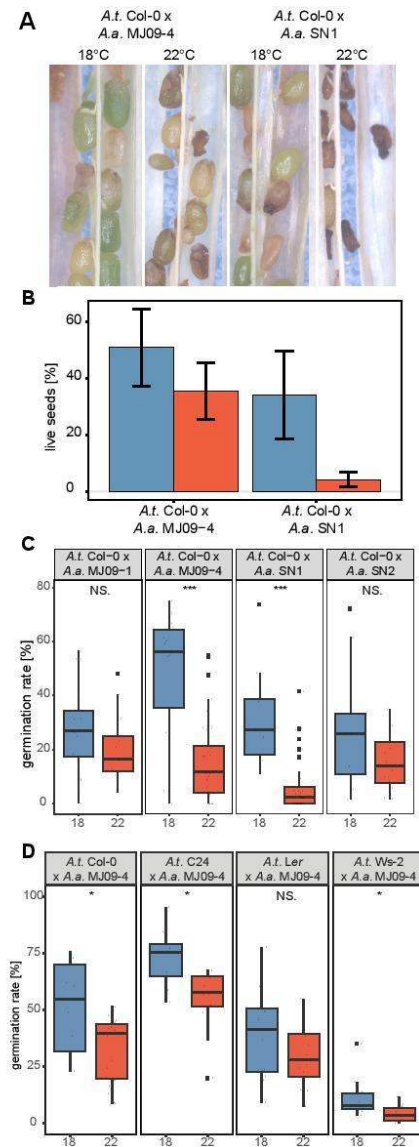 A
A.t. Col-0 x A.t. Col-0 x
A.a. MJ09-4 A.a. SN1
18°C 22°C 18°C 22°C
B
live seeds [%]
60
40
20
0
A.t. Col-0 x A.t. Col-0 x
A.a. MJ09-4 A.a. SN1
C
A.t. Col-0 x A.t. Col-0 x A.t. Col-0 x A.t. Col-0 x
A.a. MJ09-1 A.a. MJ09-4 A.a. SN1 A.a. SN2
NS. *** *** NS.
germination rate [%]
80
60
40
20
0
18 22 18 22 18 22 18 22
D
A.t. Col-0 A.t. C24 A.t. Ler A.t. Ws-2
x A.a. MJ09-4 x A.a. MJ09-4 x A.a. MJ09-4 x A.a. MJ09-4
* * NS. *
germination rate [%]
100
75
50
25
0
18 22 18 22 18 22 18 22